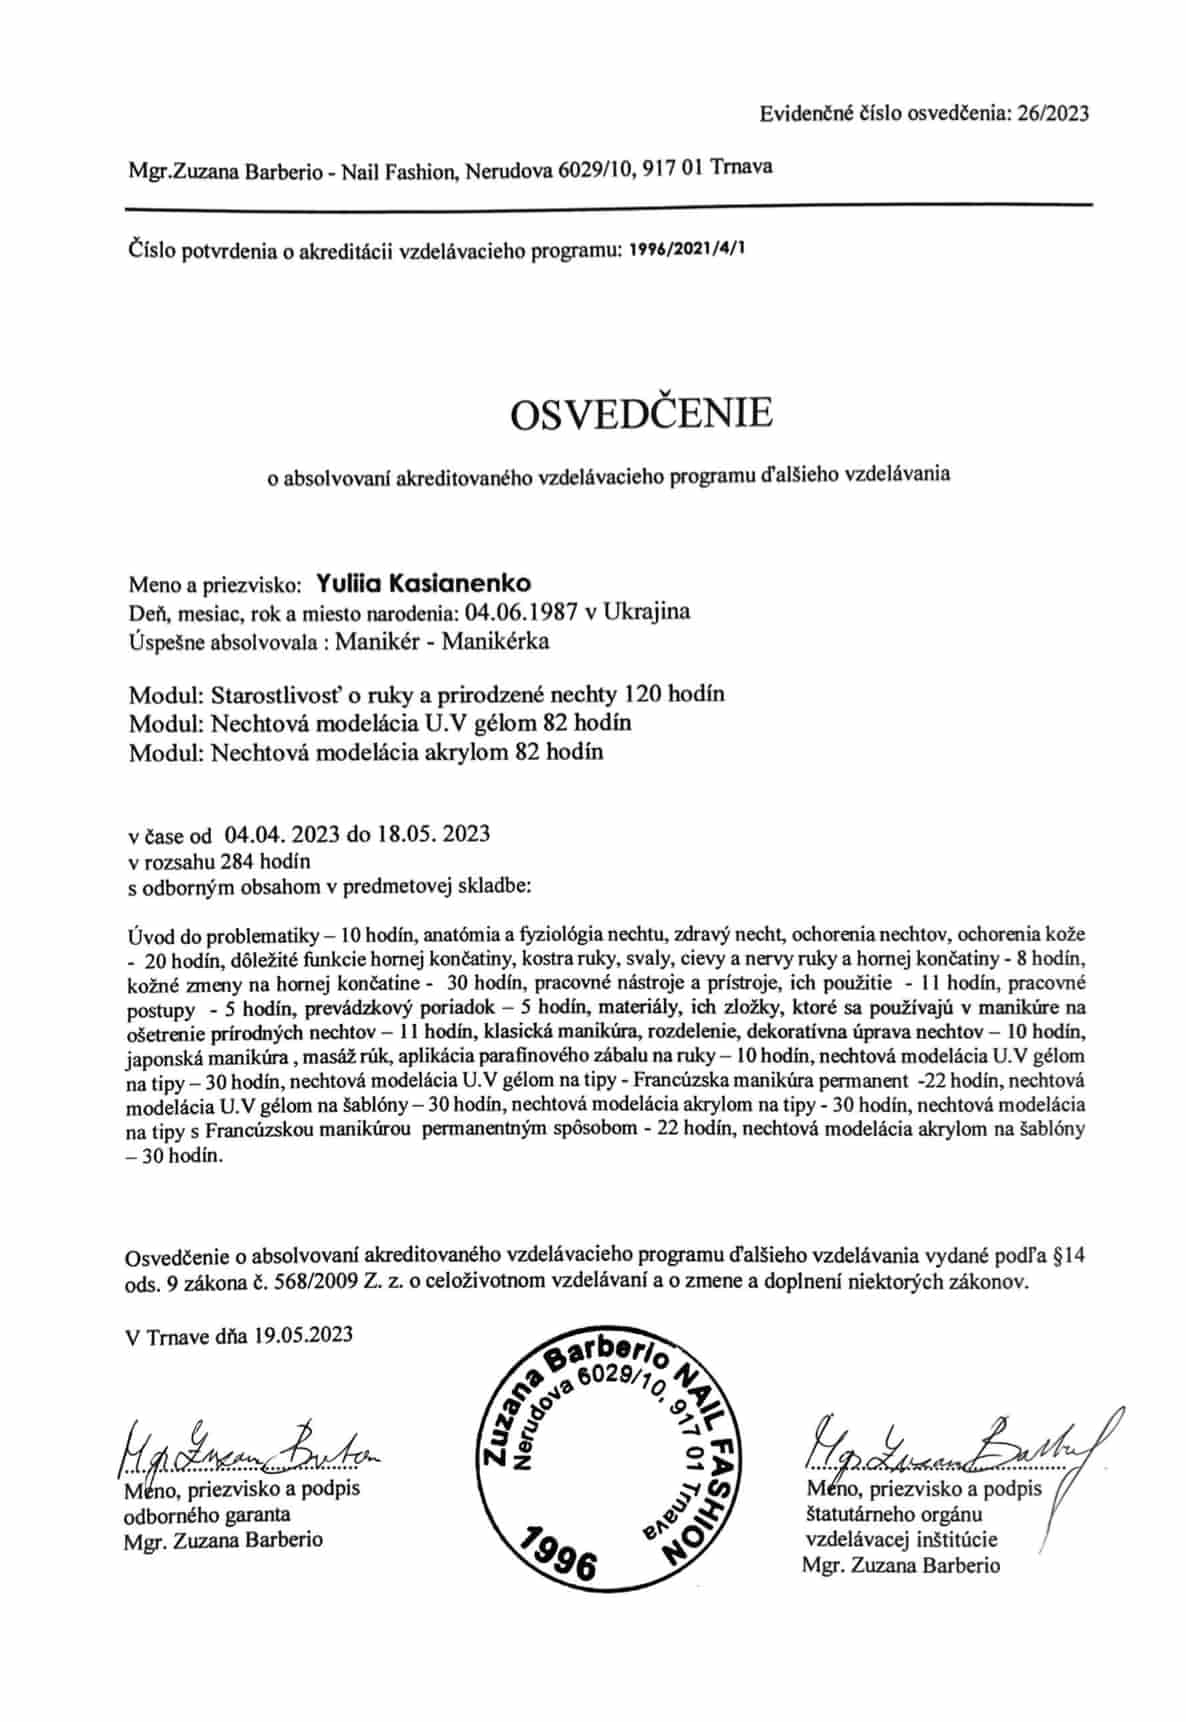 Evidenčné číslo osvedčenia: 26/2023
Mgr.Zuzana Barberio - Nail Fashion, Nerudova 6029/10, 917 01 Trnava
Číslo potvrdenia o akreditácii vzdelávacieho programu: 1996/2021/4/1
OSVEDČENIE
o absolvovaní akreditovaného vzdelávacieho programu ďalšieho vzdelávania
Meno a priezvisko: Yuliia Kasianenko
Deň, mesiac, rok a miesto narodenia: 04.06.1987 v Ukrajina
Úspešne absolvovala : Manikér - Manikérka
Modul: Starostlivosť o ruky a prirodzené nechty 120 hodín
Modul: Nechtová modelácia U.V gélom 82 hodín
Modul: Nechtová modelácia akrylom 82 hodín
v čase od 04.04. 2023 do 18.05. 2023
v rozsahu 284 hodín
s odborným obsahom v predmetovej skladbe:
Úvod do problematiky – 10 hodín, anatómia a fyziológia nechtu, zdravý necht, ochorenia nechtov, ochorenia kože
- 20 hodín, dôležité funkcie hornej končatiny, kostra ruky, svaly, cievy a nervy ruky a hornej končatiny - 8 hodín,
kožné zmeny na hornej končatine - 30 hodín, pracovné nástroje a prístroje, ich použitie - 11 hodín, pracovné
postupy - 5 hodín, prevádzkový poriadok – 5 hodín, materiály, ich zložky, ktoré sa používajú v manikúre na
ošetrenie prírodných nechtov – 11 hodín, klasická manikúra, rozdelenie, dekoratívna úprava nechtov – 10 hodín,
japonská manikúra , masáž rúk, aplikácia parafínového zábalu na ruky – 10 hodín, nechtová modelácia U.V gélom
na tipy – 30 hodín, nechtová modelácia U.V gélom na tipy - Francúzska manikúra permanent -22 hodín, nechtová
modelácia U.V gélom na šablóny – 30 hodín, nechtová modelácia akrylom na tipy - 30 hodín, nechtová modelácia
na tipy s Francúzskou manikúrou permanentným spôsobom - 22 hodín, nechtová modelácia akrylom na šablóny
– 30 hodín.
Osvedčenie o absolvovaní akreditovaného vzdelávacieho programu ďalšieho vzdelávania vydané podľa §14
ods. 9 zákona č. 568/2009 Z. z. o celoživotnom vzdelávaní a o zmene a doplnení niektorých zákonov.
V Trnave dňa 19.05.2023
Zuzana Barberio NAIL FASHION
Nerudova 6029/10, 917 01 Trnava
1996
Meno, priezvisko a podpis
odborného garanta
Mgr. Zuzana Barberio
Meno, priezvisko a podpis
štatutárneho orgánu
vzdelávacej inštitúcie
Mgr. Zuzana Barberio